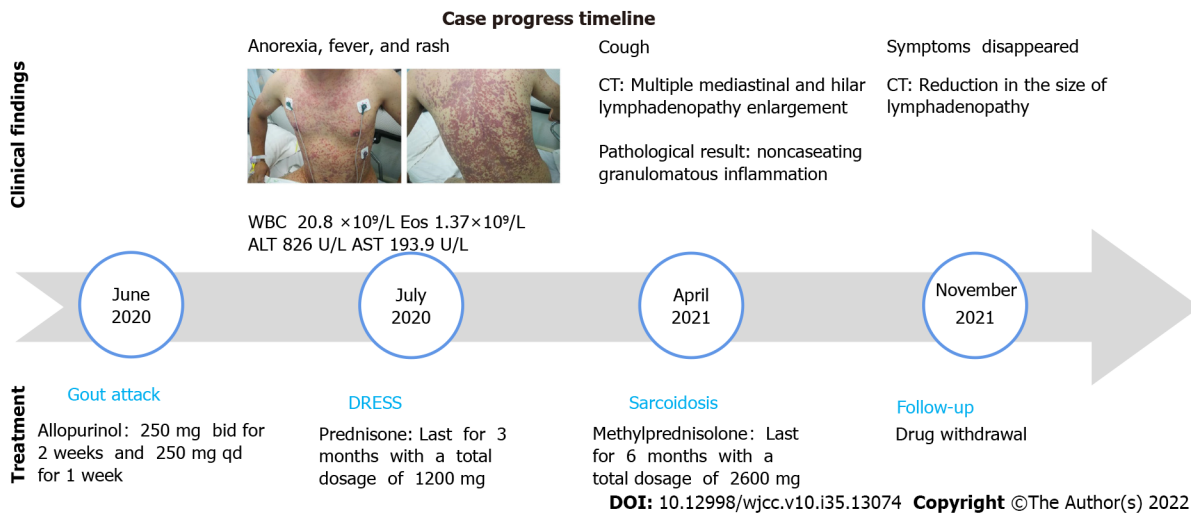 Case progress timeline
Clinical findings
Anorexia, fever, and rash
WBC 20.8 ×10⁹/L Eos 1.37×10⁹/L
ALT 826 U/L AST 193.9 U/L
Cough
CT: Multiple mediastinal and hilar
lymphadenopathy enlargement
Pathological result: noncaseating
granulomatous inflammation
Symptoms disappeared
CT: Reduction in the size of
lymphadenopathy
June
2020
July
2020
April
2021
November
2021
Treatment
Gout attack
Allopurinol: 250 mg bid for
2 weeks and 250 mg qd
for 1 week
DRESS
Prednisone: Last for 3
months with a total
dosage of 1200 mg
Sarcoidosis
Methylprednisolone: Last
for 6 months with a
total dosage of 2600 mg
Follow-up
Drug withdrawal
DOI: 10.12998/wjcc.v10.i35.13074 Copyright ©The Author(s) 2022